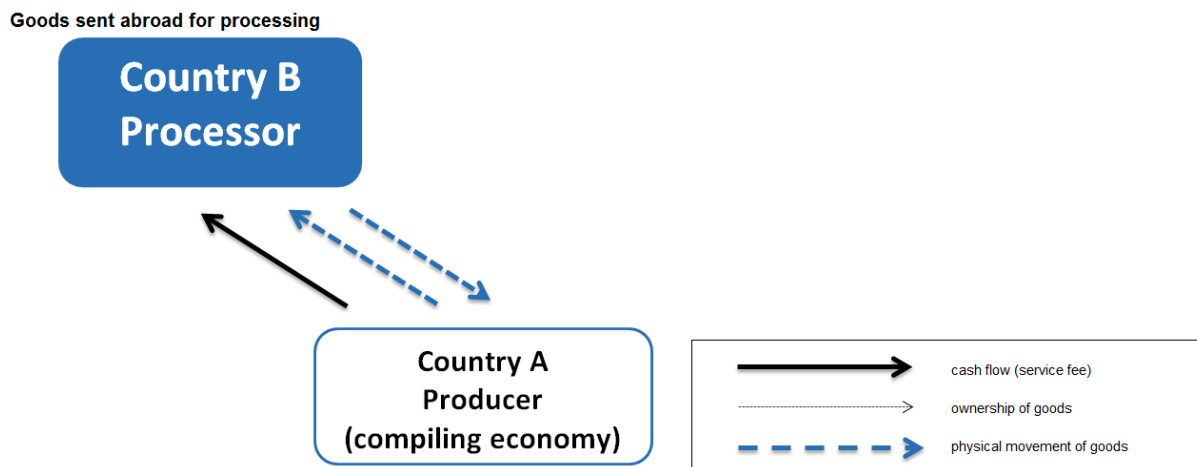 Goods sent abroad for processing
Country B
Processor
Country A
Producer
(compiling economy)
cash flow (service fee)
ownership of goods
physical movement of goods